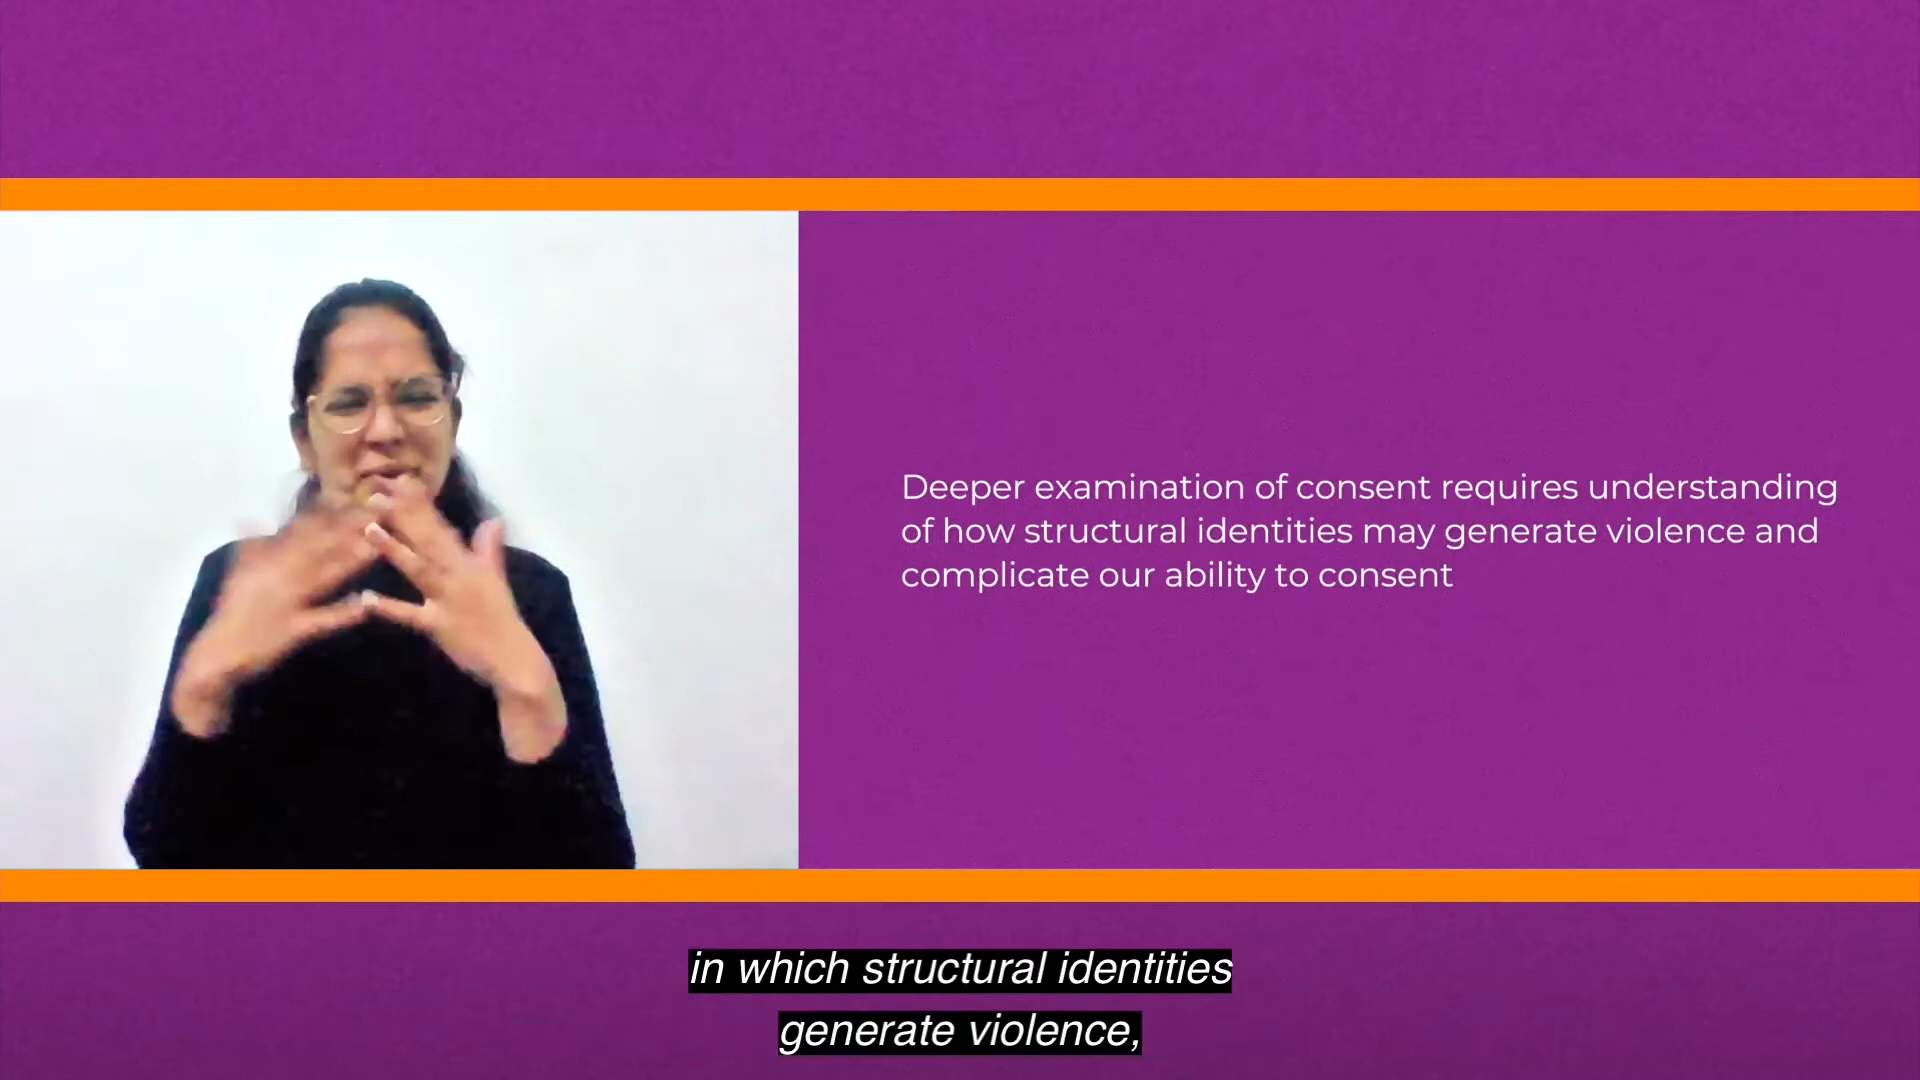 Deeper examination of consent requires understanding
of how structural identities may generate violence and
complicate our ability to consent
in which structural identities
generate violence,